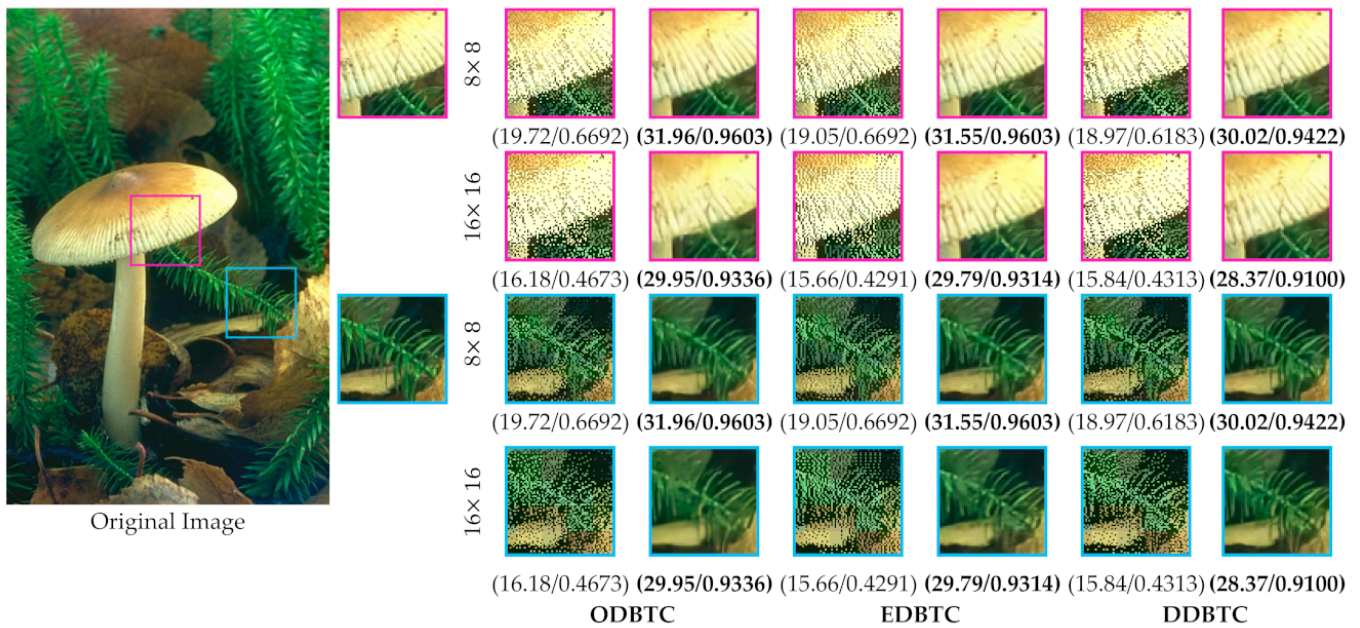 8× 8
(19.72/0.6692) (31.96/0.9603) (19.05/0.6692) (31.55/0.9603) (18.97/0.6183) (30.02/0.9422)
16× 16
(16.18/0.4673) (29.95/0.9336) (15.66/0.4291) (29.79/0.9314) (15.84/0.4313) (28.37/0.9100)
8× 8
(19.72/0.6692) (31.96/0.9603) (19.05/0.6692) (31.55/0.9603) (18.97/0.6183) (30.02/0.9422)
16× 16
Original Image
(16.18/0.4673) (29.95/0.9336) (15.66/0.4291) (29.79/0.9314) (15.84/0.4313) (28.37/0.9100)
ODBTC EDBTC DDBTC